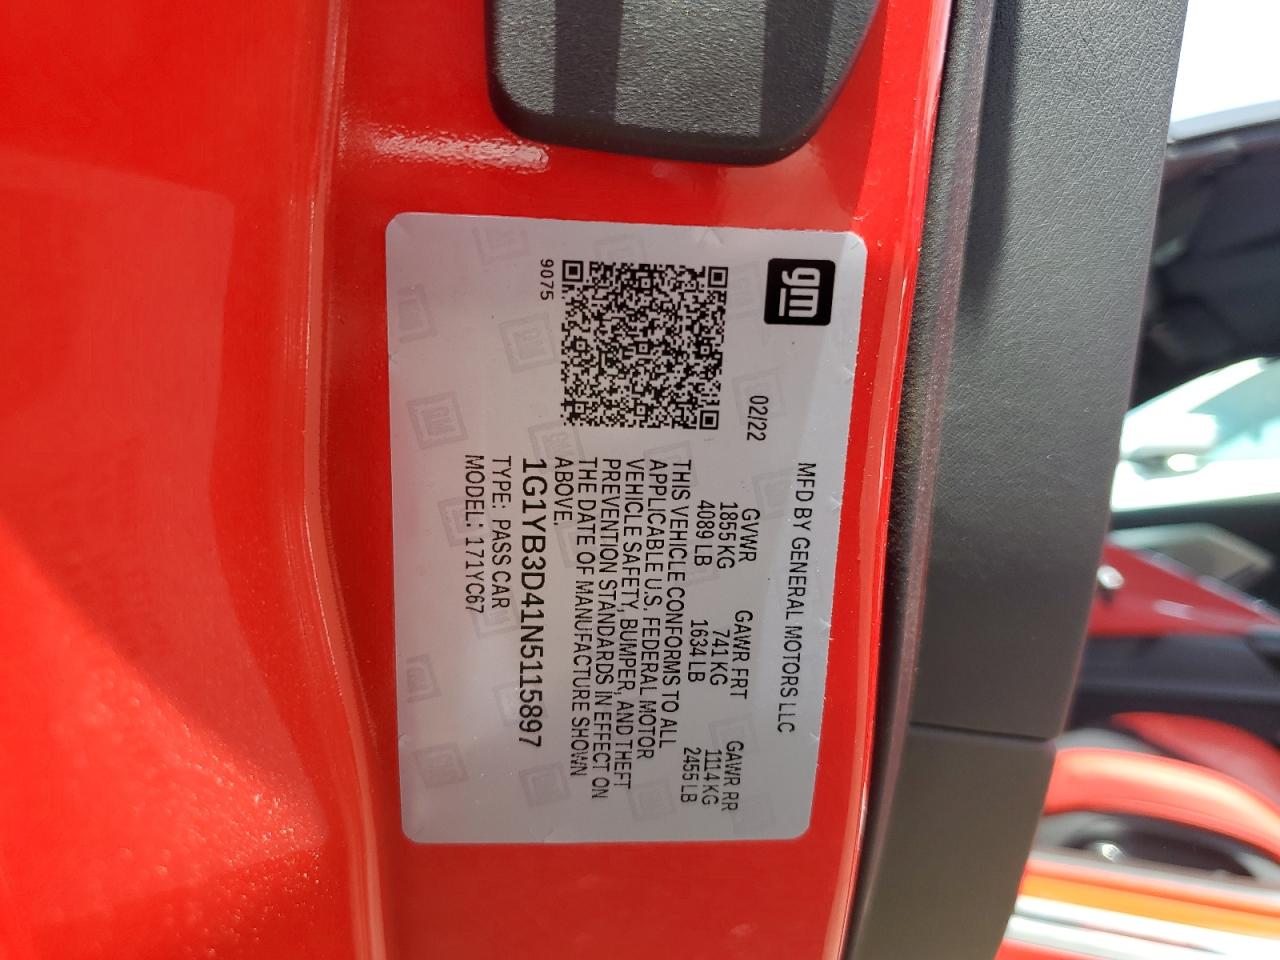 gm
MFD BY GENERAL MOTORS LLC
02/22
GVWR GAWR FRT GAWR RR
1855 KG 741 KG 1114 KG
4089 LB 1634 LB 2455 LB
THIS VEHICLE CONFORMS TO ALL
APPLICABLE U.S. FEDERAL MOTOR
VEHICLE SAFETY, BUMPER, AND THEFT
PREVENTION STANDARDS IN EFFECT ON
THE DATE OF MANUFACTURE SHOWN
ABOVE.
9075
1G1YB3D41N5115897
TYPE: PASS CAR
MODEL: 171YC67